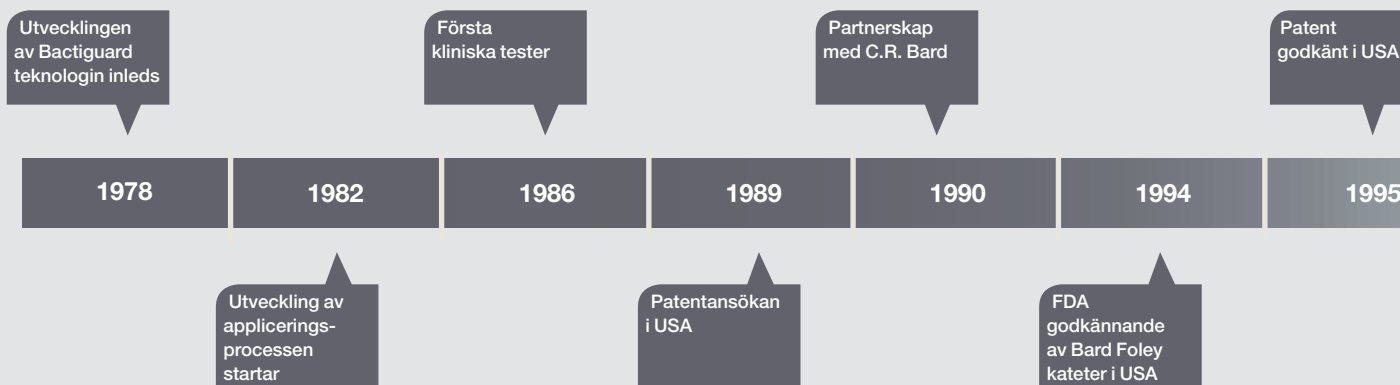 Utvecklingen
av Bactiguard
teknologin inleds
Första
kliniska tester
Partnerskap
med C.R. Bard
Patent
godkänt i USA
1978
1982
1986
1989
1990
1994
1995
Utveckling av
applicerings-
processen
startar
Patentansökan
i USA
FDA
godkännande
av Bard Foley
kateter i USA